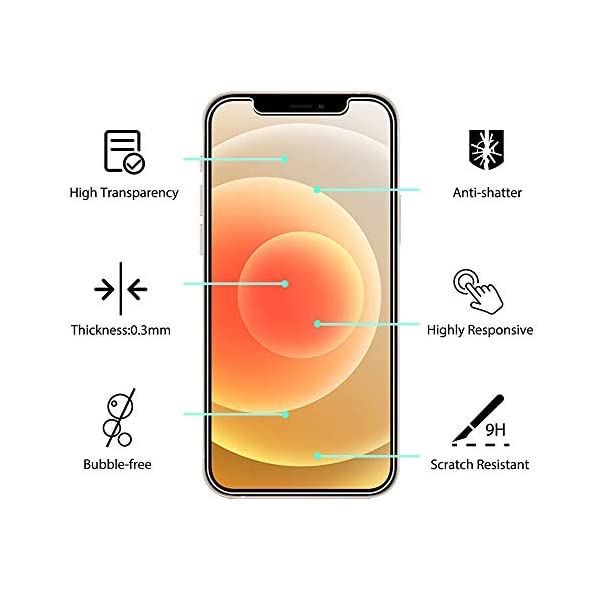 High Transparency
Anti-shatter
Thickness:0.3mm
Highly Responsive
9H
Bubble-free
Scratch Resistant